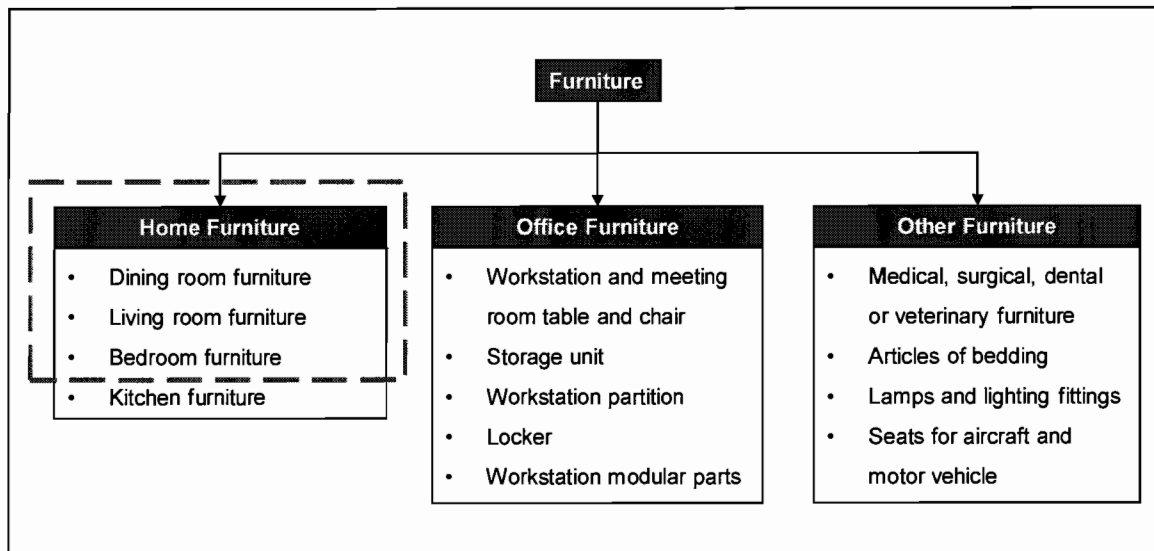 Furniture
Home Furniture
• Dining room furniture
• Living room furniture
• Bedroom furniture
• Kitchen furniture
Office Furniture
• Workstation and meeting
room table and chair
• Storage unit
• Workstation partition
• Locker
• Workstation modular parts
Other Furniture
• Medical, surgical, dental
or veterinary furniture
• Articles of bedding
• Lamps and lighting fittings
• Seats for aircraft and
motor vehicle